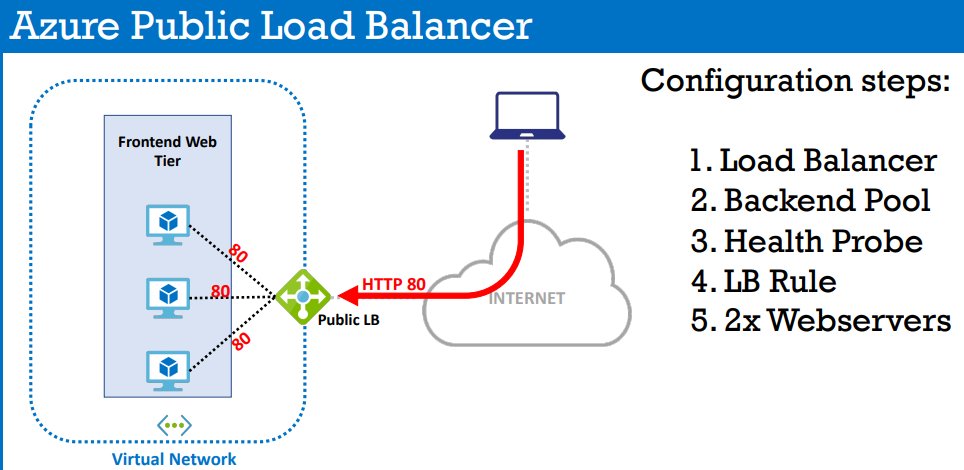 Azure Public Load Balancer
Configuration steps:
1. Load Balancer
2. Backend Pool
3. Health Probe
4. LB Rule
5. 2x Webservers
Frontend Web
Tier
80
80
80
HTTP 80
INTERNET
Public LB
Virtual Network